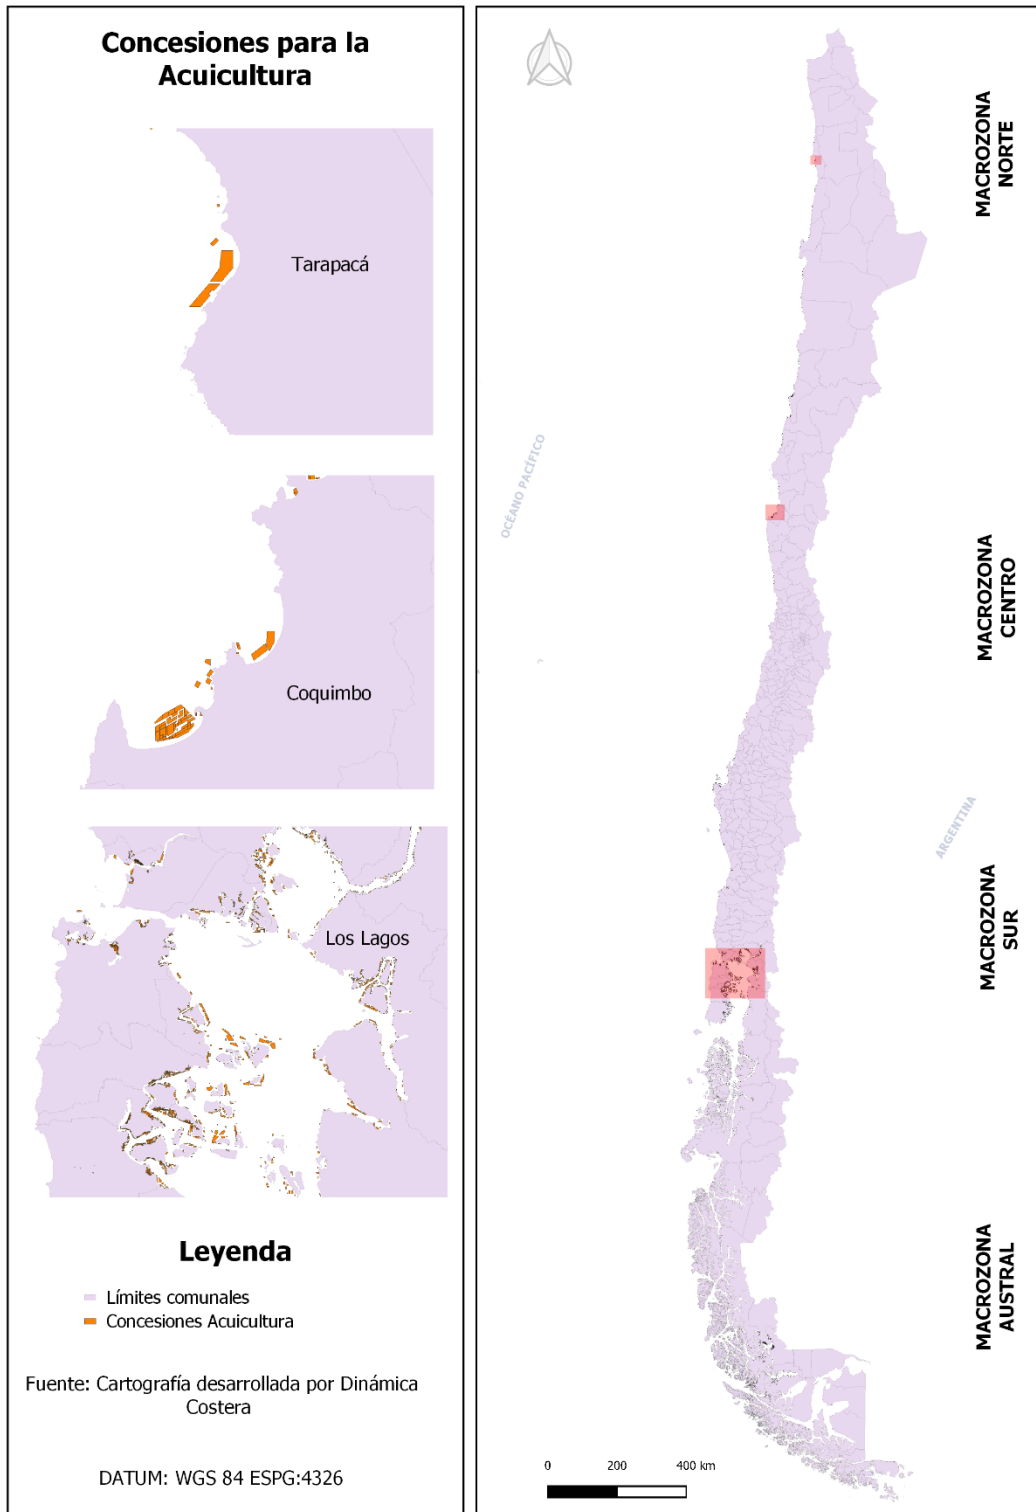 Concesiones para la
Acuicultura
Tarapacá
Coquimbo
Los Lagos
Leyenda
Límites comunales
Concesiones Acuicultura
Fuente: Cartografía desarrollada por Dinámica
Costera
DATUM: WGS 84 ESPG:4326
MACROZONA
NORTE
OCÉANO PACÍFICO
MACROZONA
CENTRO
ARGENTINA
MACROZONA
SUR
MACROZONA
AUSTRAL
0 200 400 km